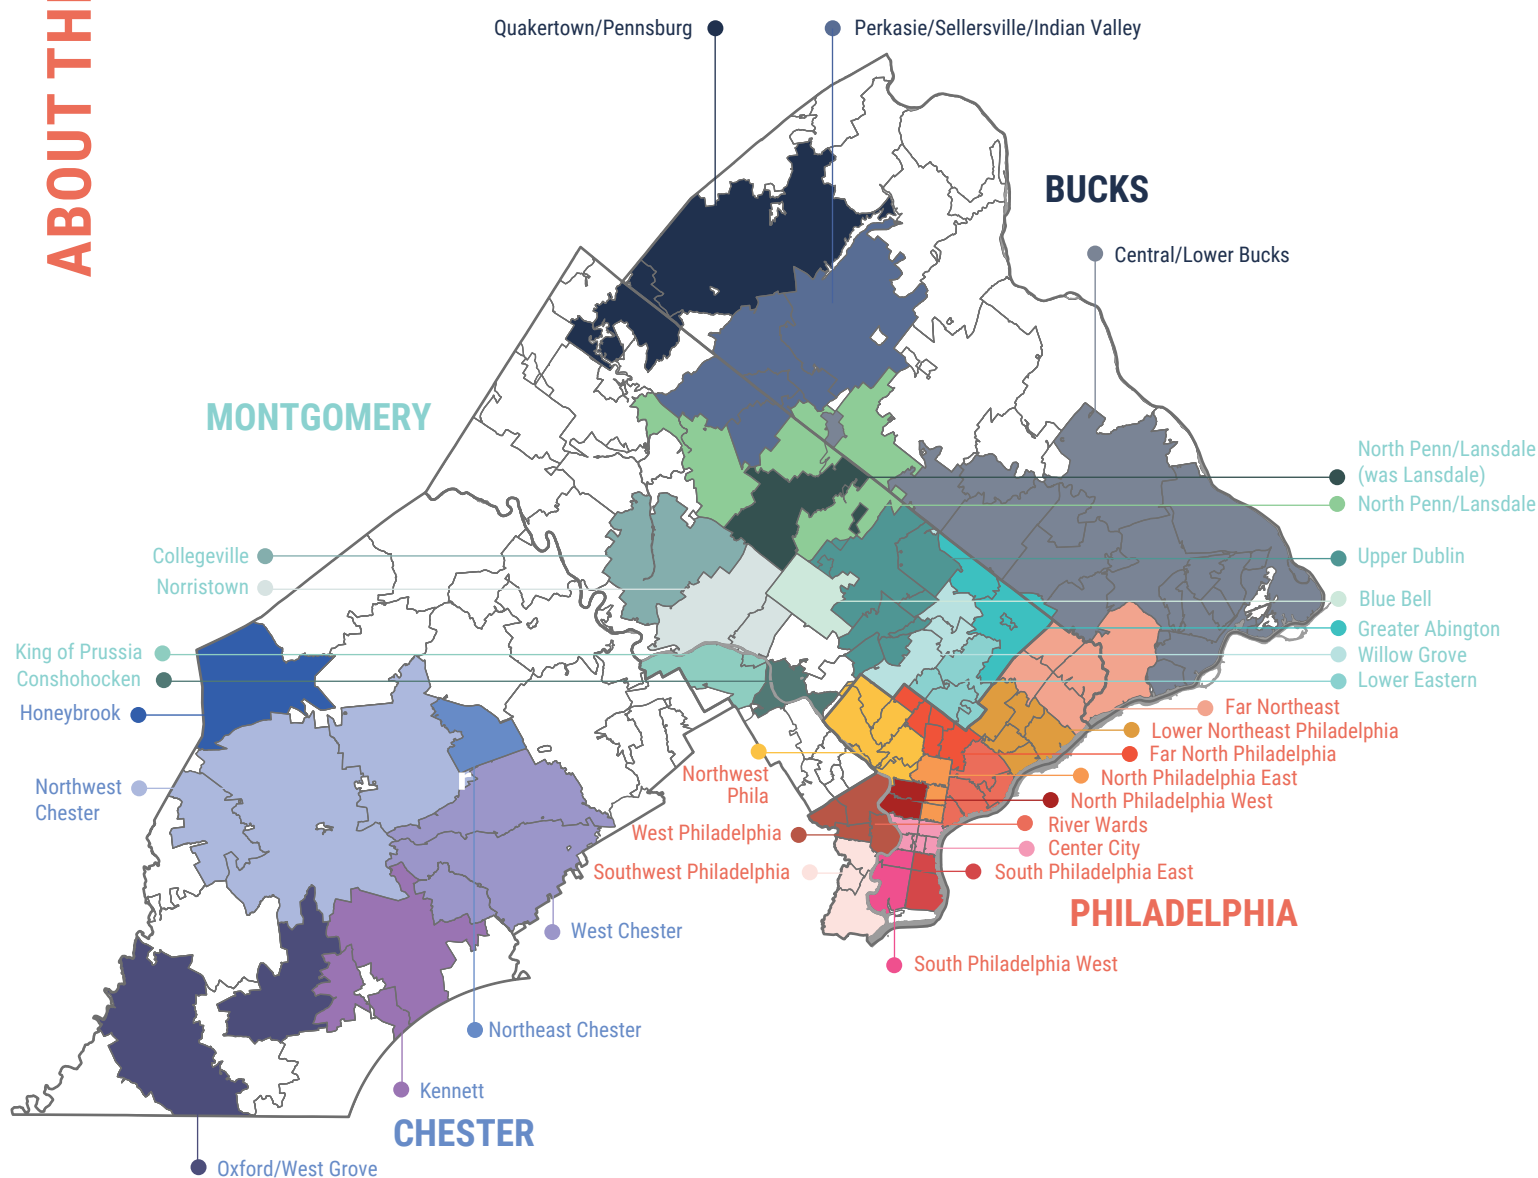 ABOUT THE
Quakertown/Pennsburg
Perkasie/Sellersville/Indian Valley
BUCKS
Central/Lower Bucks
MONTGOMERY
North Penn/Lansdale
(was Lansdale)
North Penn/Lansdale
Collegeville
Upper Dublin
Norristown
Blue Bell
Greater Abington
King of Prussia
Willow Grove
Conshohocken
Lower Eastern
Honeybrook
Far Northeast
Lower Northeast Philadelphia
Far North Philadelphia
Northwest
Phila
North Philadelphia East
Northwest
Chester
North Philadelphia West
River Wards
West Philadelphia
Center City
Southwest Philadelphia
South Philadelphia East
PHILADELPHIA
West Chester
South Philadelphia West
Northeast Chester
Kennett
CHESTER
Oxford/West Grove